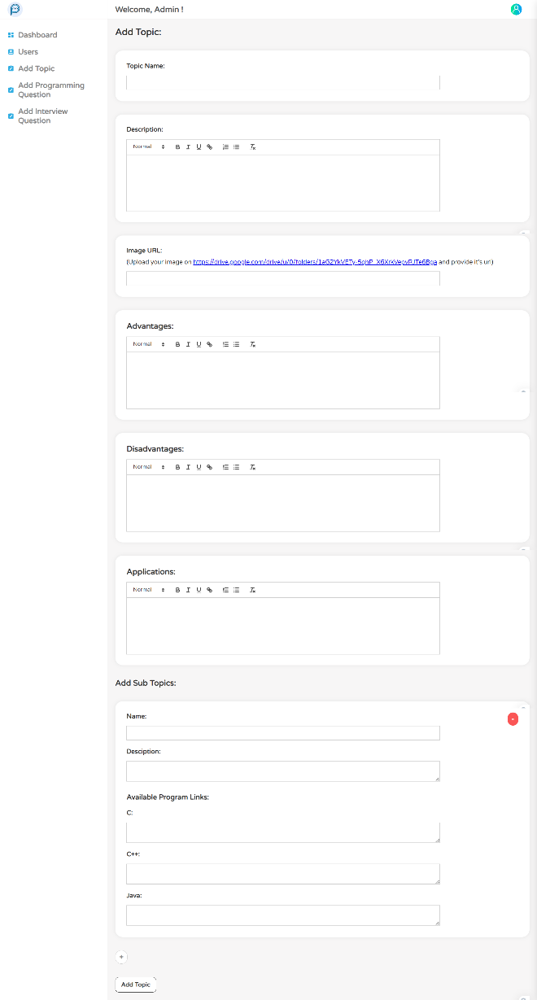 Welcome, Admin !
Dashboard
Users
Add Topic
Add Programming
Question
Add Interview
Question
Add Topic:
Topic Name:
Description:
Normal B I U
Image URL:
(Upload your image on https://drive.google.com/drive/u/0/folders/1aG2YkVETy-5qhP_X6XrkVepvRJTe6Bga and provide it's url)
Advantages:
Normal B I U
Disadvantages:
Normal B I U
Applications:
Normal B I U
Add Sub Topics:
Name:
-
Desciption:
Available Program Links:
C:
C++:
Java:
+
Add Topic